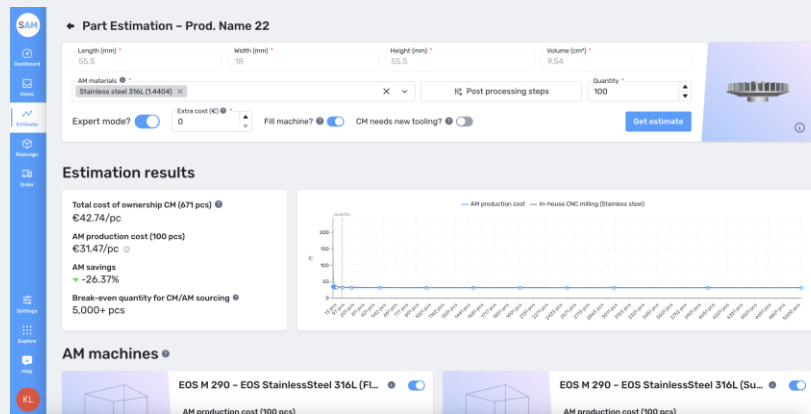 SAM
Part Estimation – Prod. Name 22
Length (mm) *
55.5
Width (mm) *
18
Height (mm) *
55.5
Volume (cm³) *
9.54
AM materials *
Stainless steel 316L (1.4404)
Post processing steps
Quantity *
100
Expert mode?
Extra cost (€) *
0
Fill machine?
CM needs new tooling?
Get estimate
Dashboard
Items
Estimate
Redesign
Order
Settings
Explore
Help
KL
Estimation results
Total cost of ownership CM (671 pcs)
€42.74/pc
AM production cost (100 pcs)
€31.47/pc
AM savings
-26.37%
Break-even quantity for CM/AM sourcing
5,000+ pcs
AM production cost
In-house CNC milling (Stainless steel)
Quantity
200
150
100
50
0
€
5000 pcs
AM machines
EOS M 290 – EOS StainlessSteel 316L (Fl...
AM production cost (100 pcs)
EOS M 290 – EOS StainlessSteel 316L (Su...
AM production cost (100 pcs)